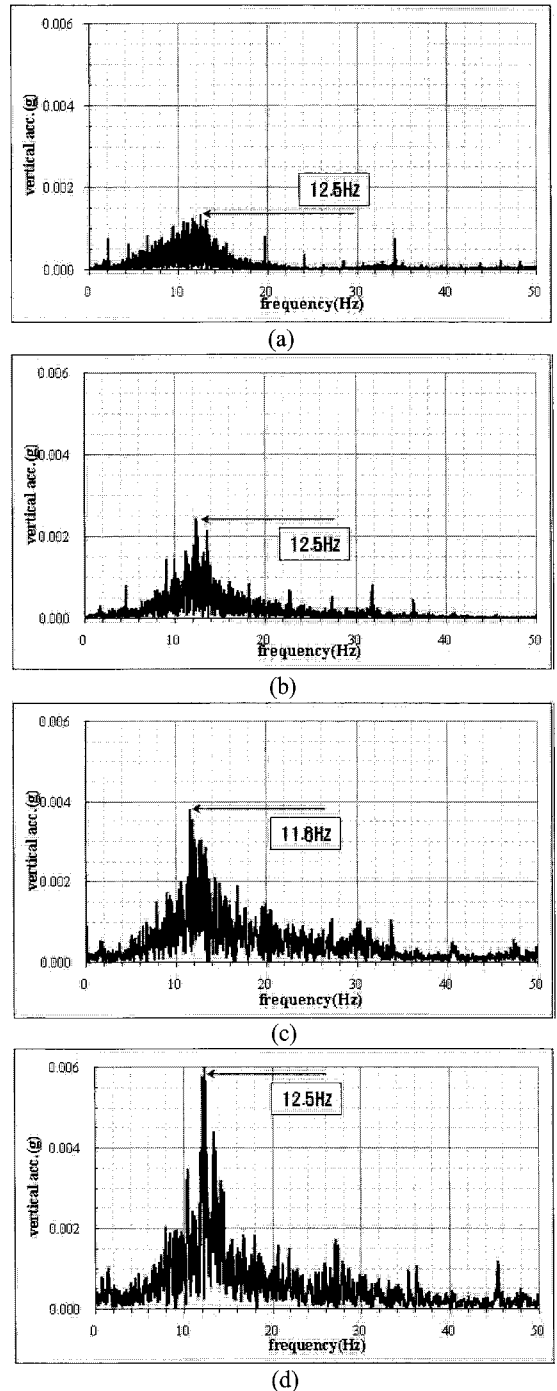 0.006
0.004
0.002
0.000
vertical acc.(g)
12.5Hz
0 10 20 30 40 50
frequency(Hz)
(a)
0.006
0.004
0.002
0.000
vertical acc.(g)
12.5Hz
0 10 20 30 40 50
frequency(Hz)
(b)
0.006
0.004
0.002
0.000
vertical acc.(g)
11.6Hz
0 10 20 30 40 50
frequency(Hz)
(c)
0.006
0.004
0.002
0.000
vertical acc.(g)
12.5Hz
0 10 20 30 40 50
frequency(Hz)
(d)